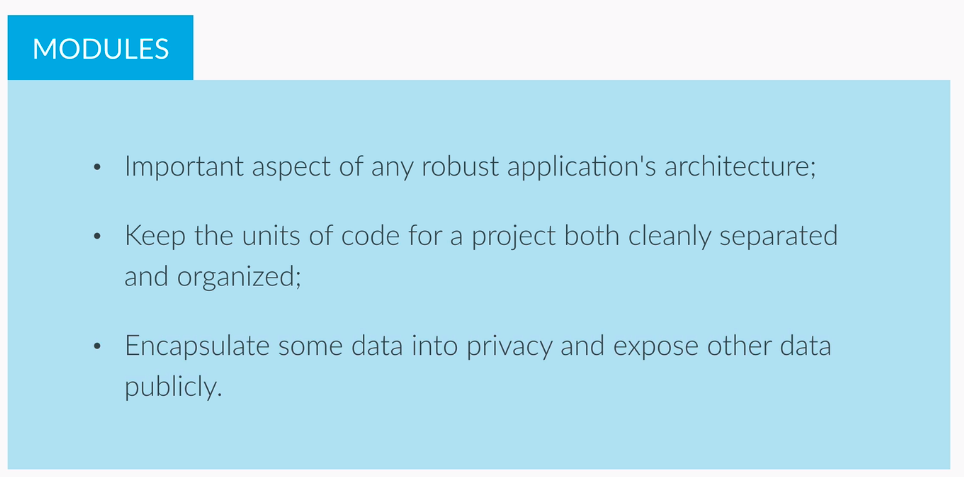 MODULES
• Important aspect of any robust application's architecture;
• Keep the units of code for a project both cleanly separated
and organized;
• Encapsulate some data into privacy and expose other data
publicly.